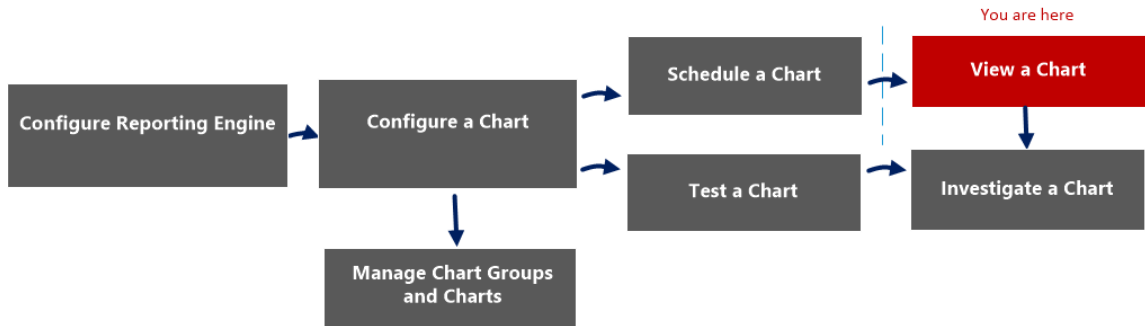 You are here
Configure Reporting Engine
Configure a Chart
Schedule a Chart
View a Chart
Test a Chart
Investigate a Chart
Manage Chart Groups
and Charts